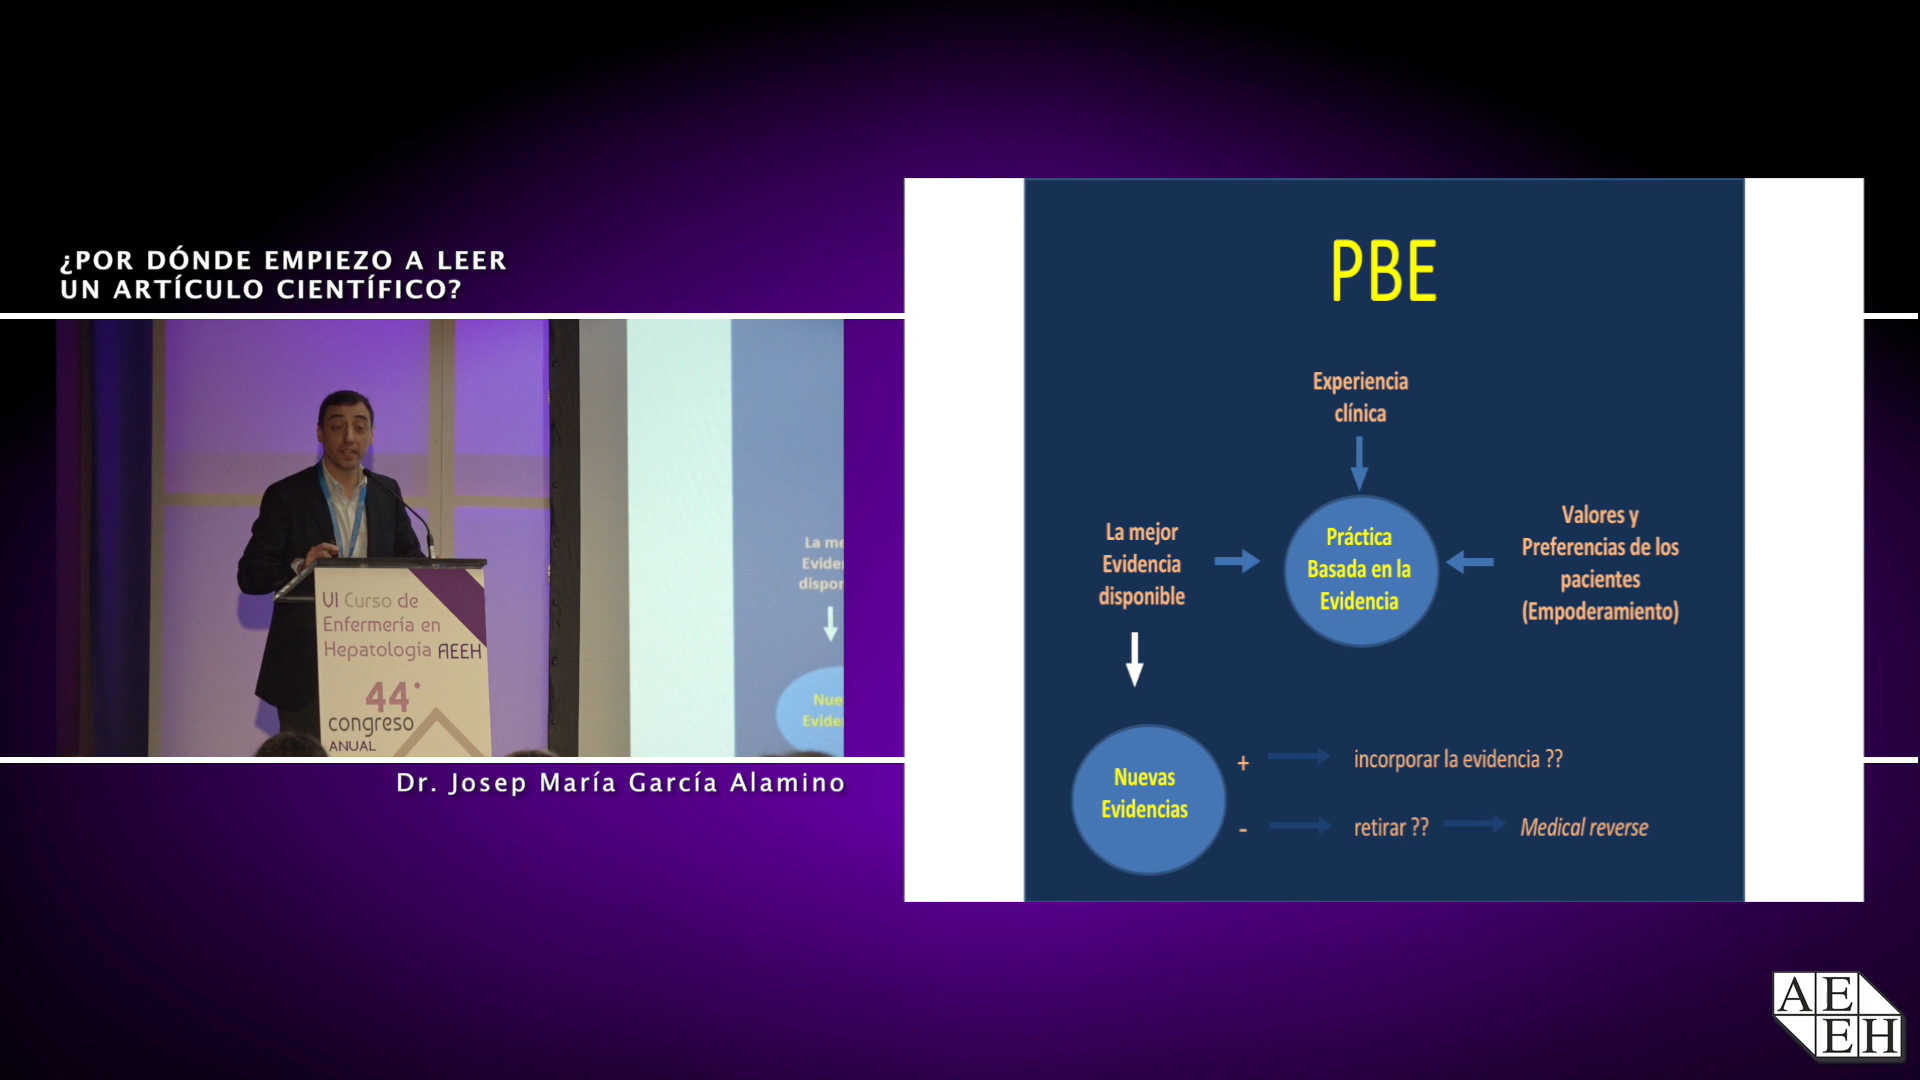 ¿POR DÓNDE EMPIEZO A LEER
UN ARTÍCULO CIENTÍFICO?
VI Curso de
Enfermería en
Hepatología AEEH
44º
congreso
ANUAL
Dr. Josep María García Alamino
PBE
Experiencia
clínica
La mejor
Evidencia
disponible
Práctica
Basada en la
Evidencia
Valores y
Preferencias de los
pacientes
(Empoderamiento)
Nuevas
Evidencias
+
incorporar la evidencia ??
-
retirar ??
Medical reverse
AE
EH